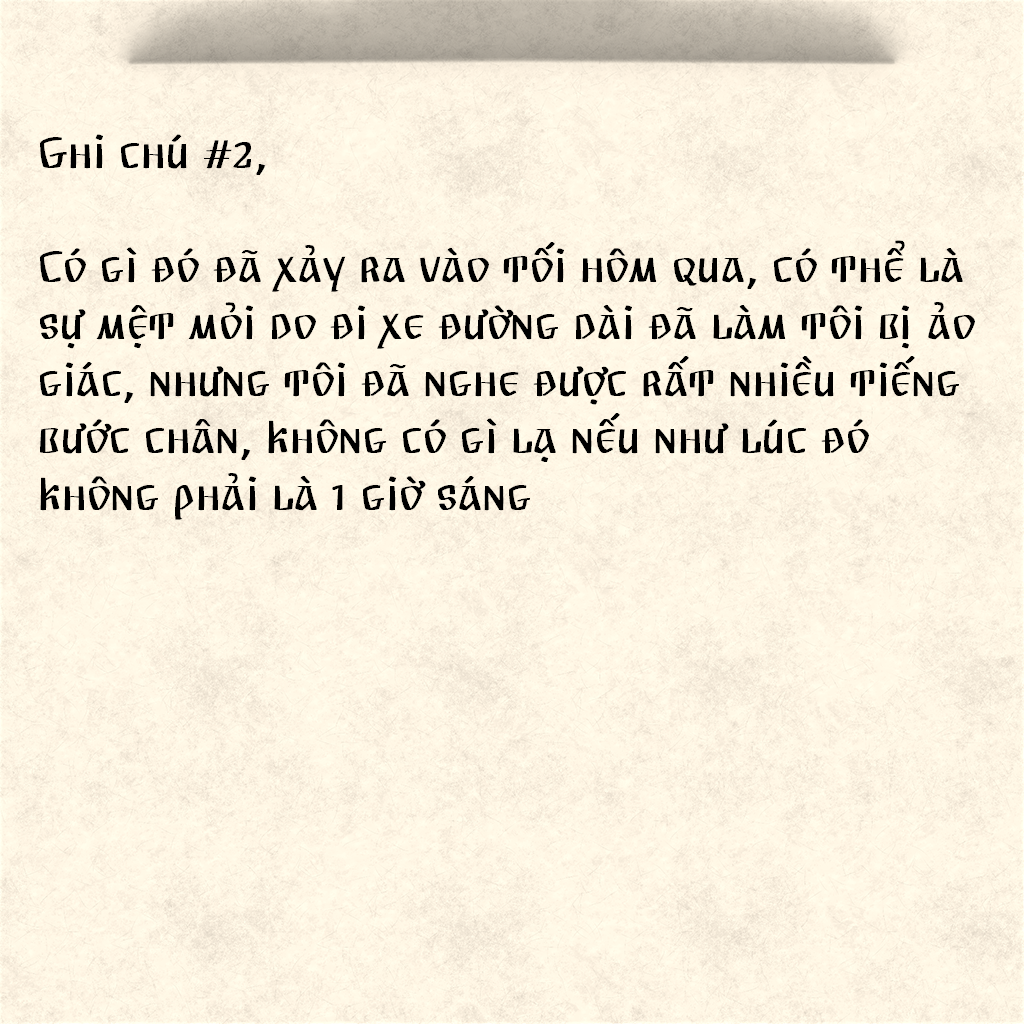 Ghi chú #2,
Có gì đó đã xảy ra vào tối hôm qua, có thể là
sự mệt mỏi do đi xe đường dài đã làm tôi bị ảo
giác, nhưng tôi đã nghe được rất nhiều tiếng
bước chân, không có gì lạ nếu như lúc đó
không phải là 1 giờ sáng